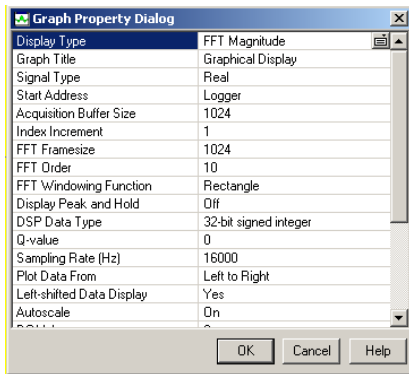 Graph Property Dialog
Display Type FFT Magnitude
Graph Title Graphical Display
Signal Type Real
Start Address Logger
Acquisition Buffer Size 1024
Index Increment 1
FFT Framesize 1024
FFT Order 10
FFT Windowing Function Rectangle
Display Peak and Hold Off
DSP Data Type 32-bit signed integer
Q-value 0
Sampling Rate (Hz) 16000
Plot Data From Left to Right
Left-shifted Data Display Yes
Autoscale On
OK Cancel Help